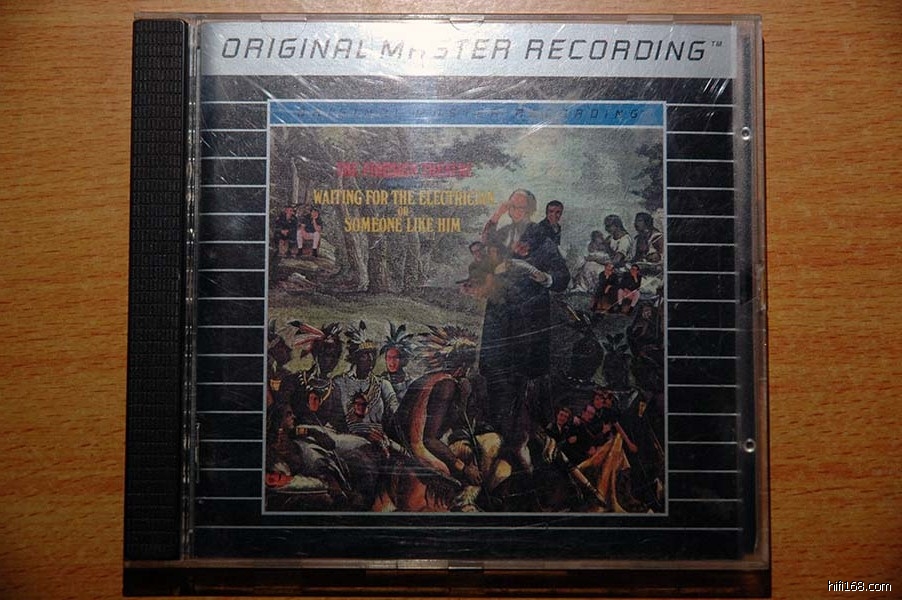 ORIGINAL MASTER RECORDING™
WAITING FOR THE ELECTRICIAN
OR
SOMEONE LIKE HIM
hifi168.com